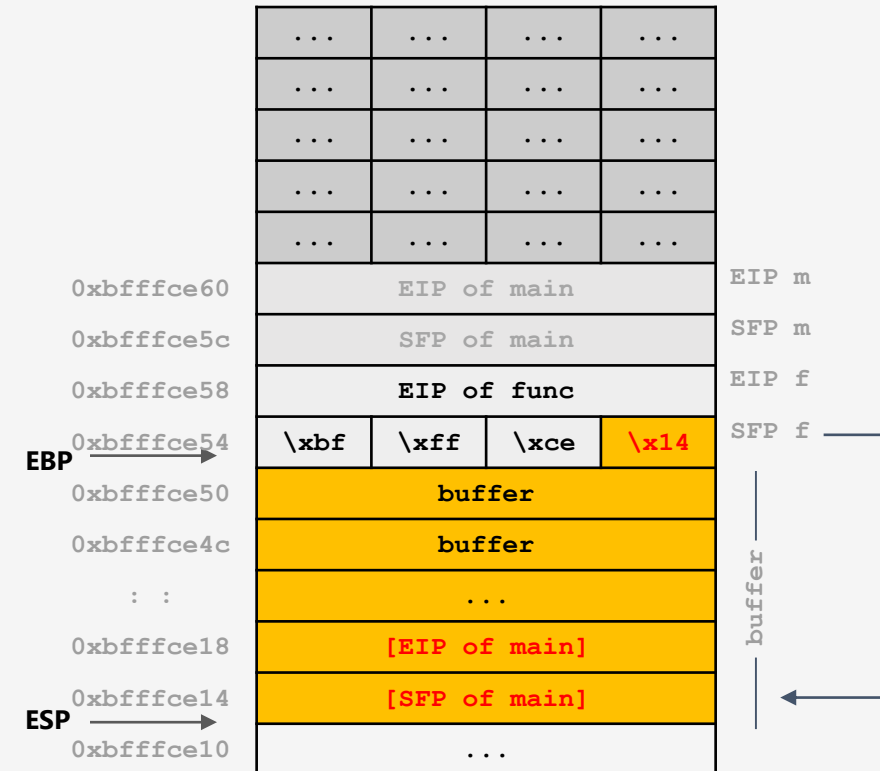 ... ... ... ...
... ... ... ...
... ... ... ...
... ... ... ...
... ... ... ...
0xbfffce60 EIP of main EIP m
0xbfffce5c SFP of main SFP m
0xbfffce58 EIP of func EIP f
0xbfffce54 \xbf \xff \xce \x14 SFP f
EBP
0xbfffce50 buffer
0xbfffce4c buffer
: : ...
buffer
0xbfffce18 [EIP of main]
0xbfffce14 [SFP of main]
ESP
0xbfffce10 ...